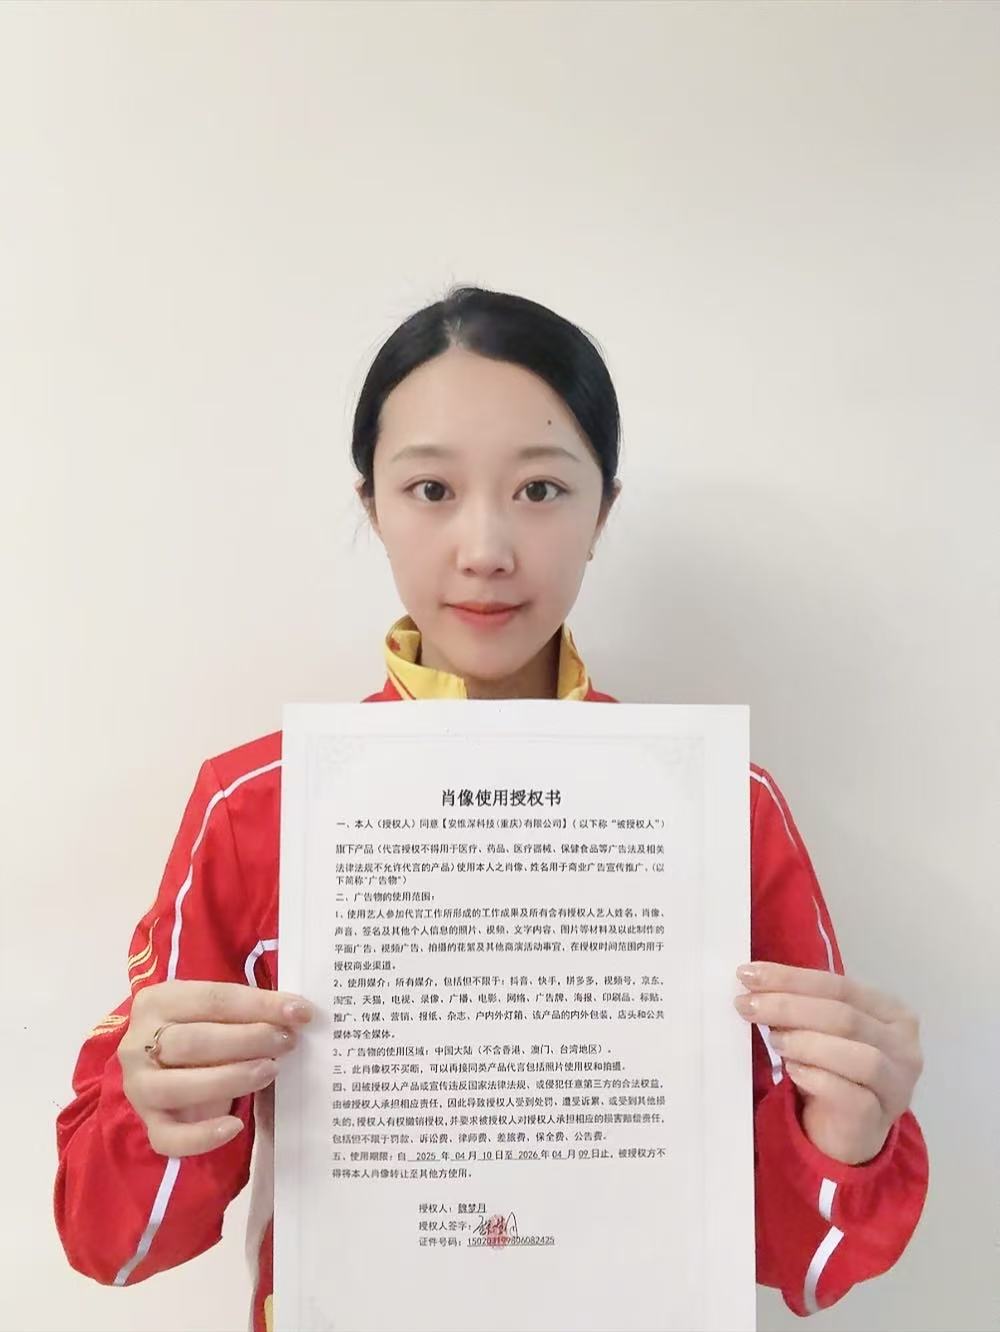 肖像使用授权书
一、本人（授权人）同意【安惟深科技(重庆)有限公司】（以下称“被授权人”）
旗下产品（代言授权不得用于医疗、药品、医疗器械、保健食品等广告法及相关
法律法规不允许代言的产品）使用本人之肖像、姓名用于商业广告宣传推广。（以
下简称“广告物”）
二、广告物的使用范围：
1、使用艺人参加代言工作所形成的工作成果及所有含有授权人艺人姓名、肖像、
声音、签名及其他个人信息的照片、视频、文字内容、图片等材料及以此制作的
平面广告、视频广告、拍摄的花絮及其他商演活动事宜，在授权时间范围内用于
授权商业渠道。
2、使用媒介：所有媒介，包括但不限于：抖音、快手，拼多多，视频号，京东，
淘宝，天猫，电视、录像，广播、电影、网络、广告牌、海报、印刷品、标贴、
推广、传媒、营销、报纸、杂志、户内外灯箱、该产品的内外包装，店头和公共
媒体等全媒体。
3、广告物的使用区域：中国大陆（不含香港、澳门、台湾地区）。
三、此肖像权不买断，可以再接同类产品代言包括照片使用权和拍摄。
四、因被授权人产品或宣传违反国家法律法规、或侵犯任意第三方的合法权益，
由被授权人承担相应责任，因此导致授权人受到处罚、遭受诉累、或受到其他损
失的，授权人有权撤销授权，并要求被授权人对授权人承担相应的损害赔偿责任，
包括但不限于罚款、诉讼费、律师费、差旅费、保全费、公告费。
五、使用期限：自 2025 年 04 月 10 日至 2026 年 04 月 09 日止，被授权方不
得将本人肖像转让至其他方使用。
授权人：魏梦月
授权人签字：魏梦月
证件号码：150203199806082425